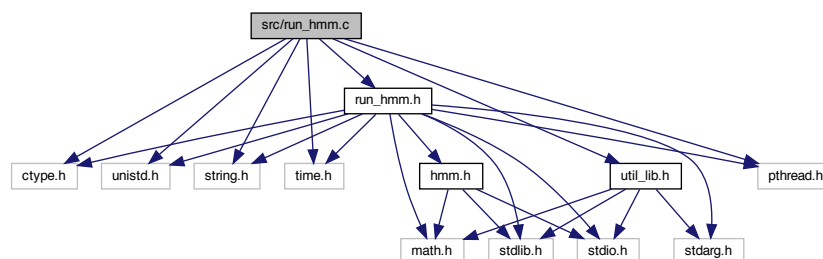 src/run_hmm.c
run_hmm.h
ctype.h
unistd.h
string.h
time.h
hmm.h
util_lib.h
pthread.h
math.h
stdlib.h
stdio.h
stdarg.h